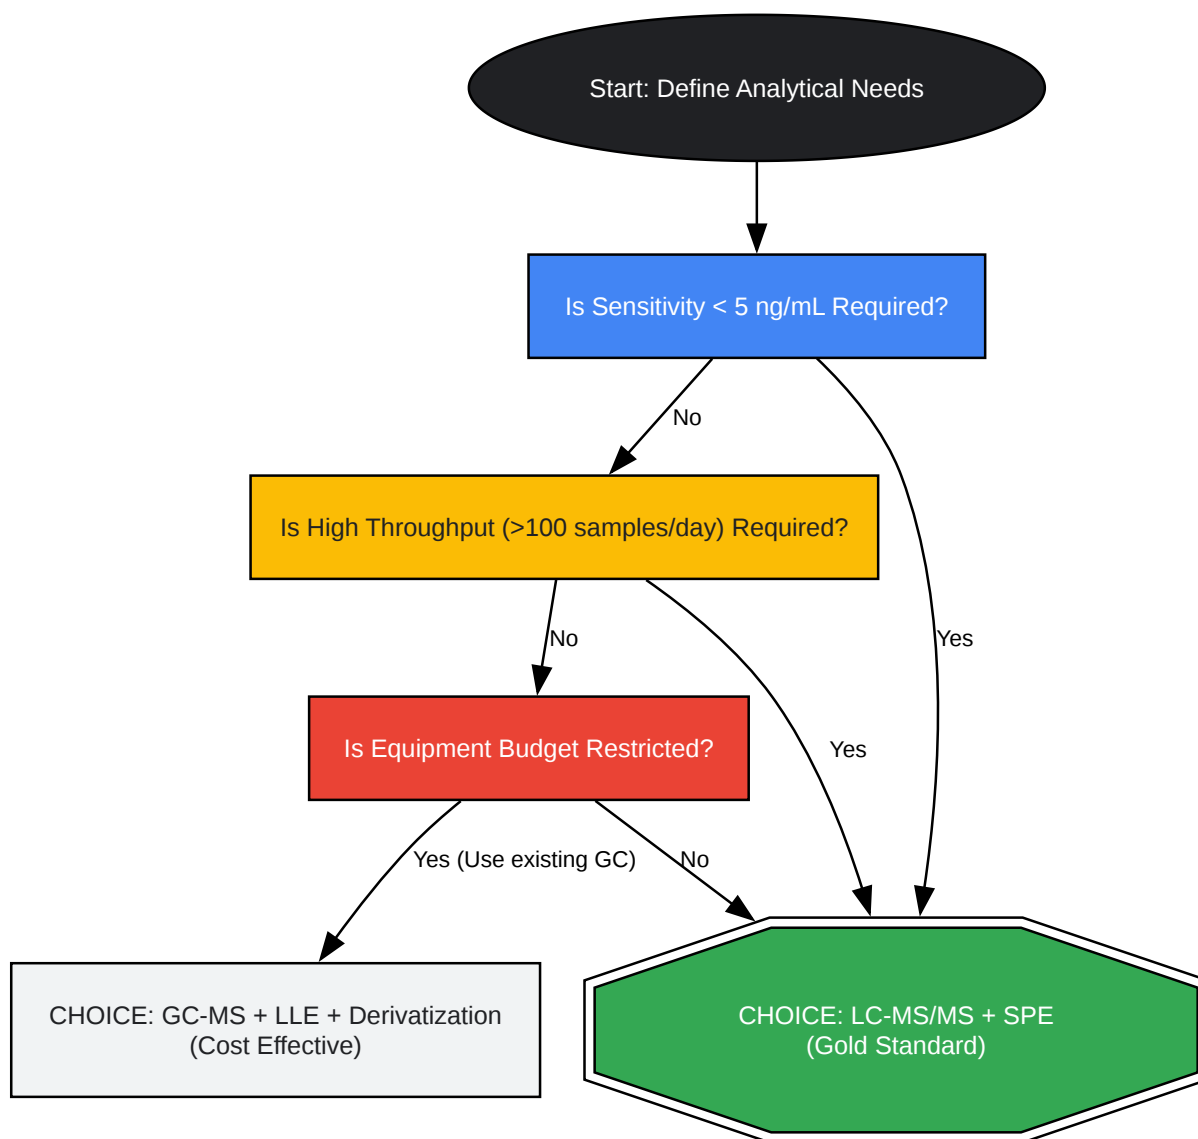 Start: Define Analytical Needs
Is Sensitivity < 5 ng/mL Required?
No
Is High Throughput (>100 samples/day) Required?
No
Yes
Is Equipment Budget Restricted?
Yes
Yes (Use existing GC)
No
CHOICE: GC-MS + LLE + Derivatization
(Cost Effective)
CHOICE: LC-MS/MS + SPE
(Gold Standard)